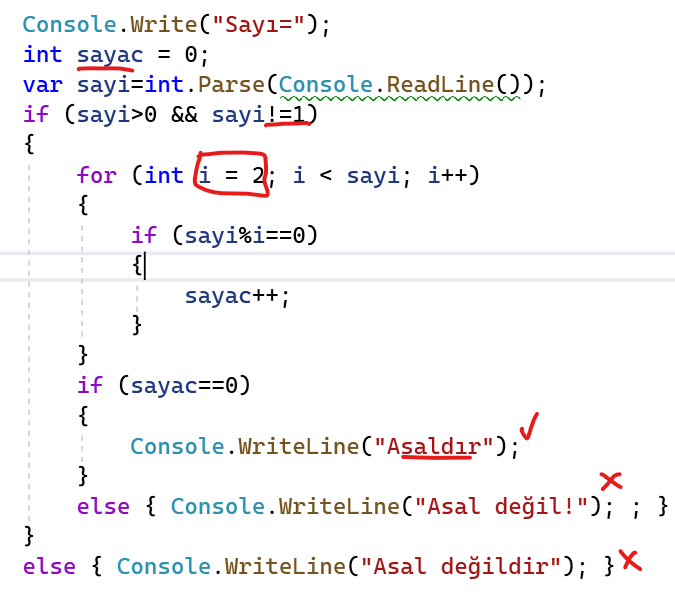 Console.Write("Sayı=");
int sayac = 0;
var sayi=int.Parse(Console.ReadLine());
if (sayi>0 && sayi!=1)
{
for (int i = 2; i < sayi; i++)
{
if (sayi%i==0)
{
sayac++;
}
}
if (sayac==0)
{
Console.WriteLine("Asaldır");
}
else { Console.WriteLine("Asal değil!"); ; }
}
else { Console.WriteLine("Asal değildir"); }